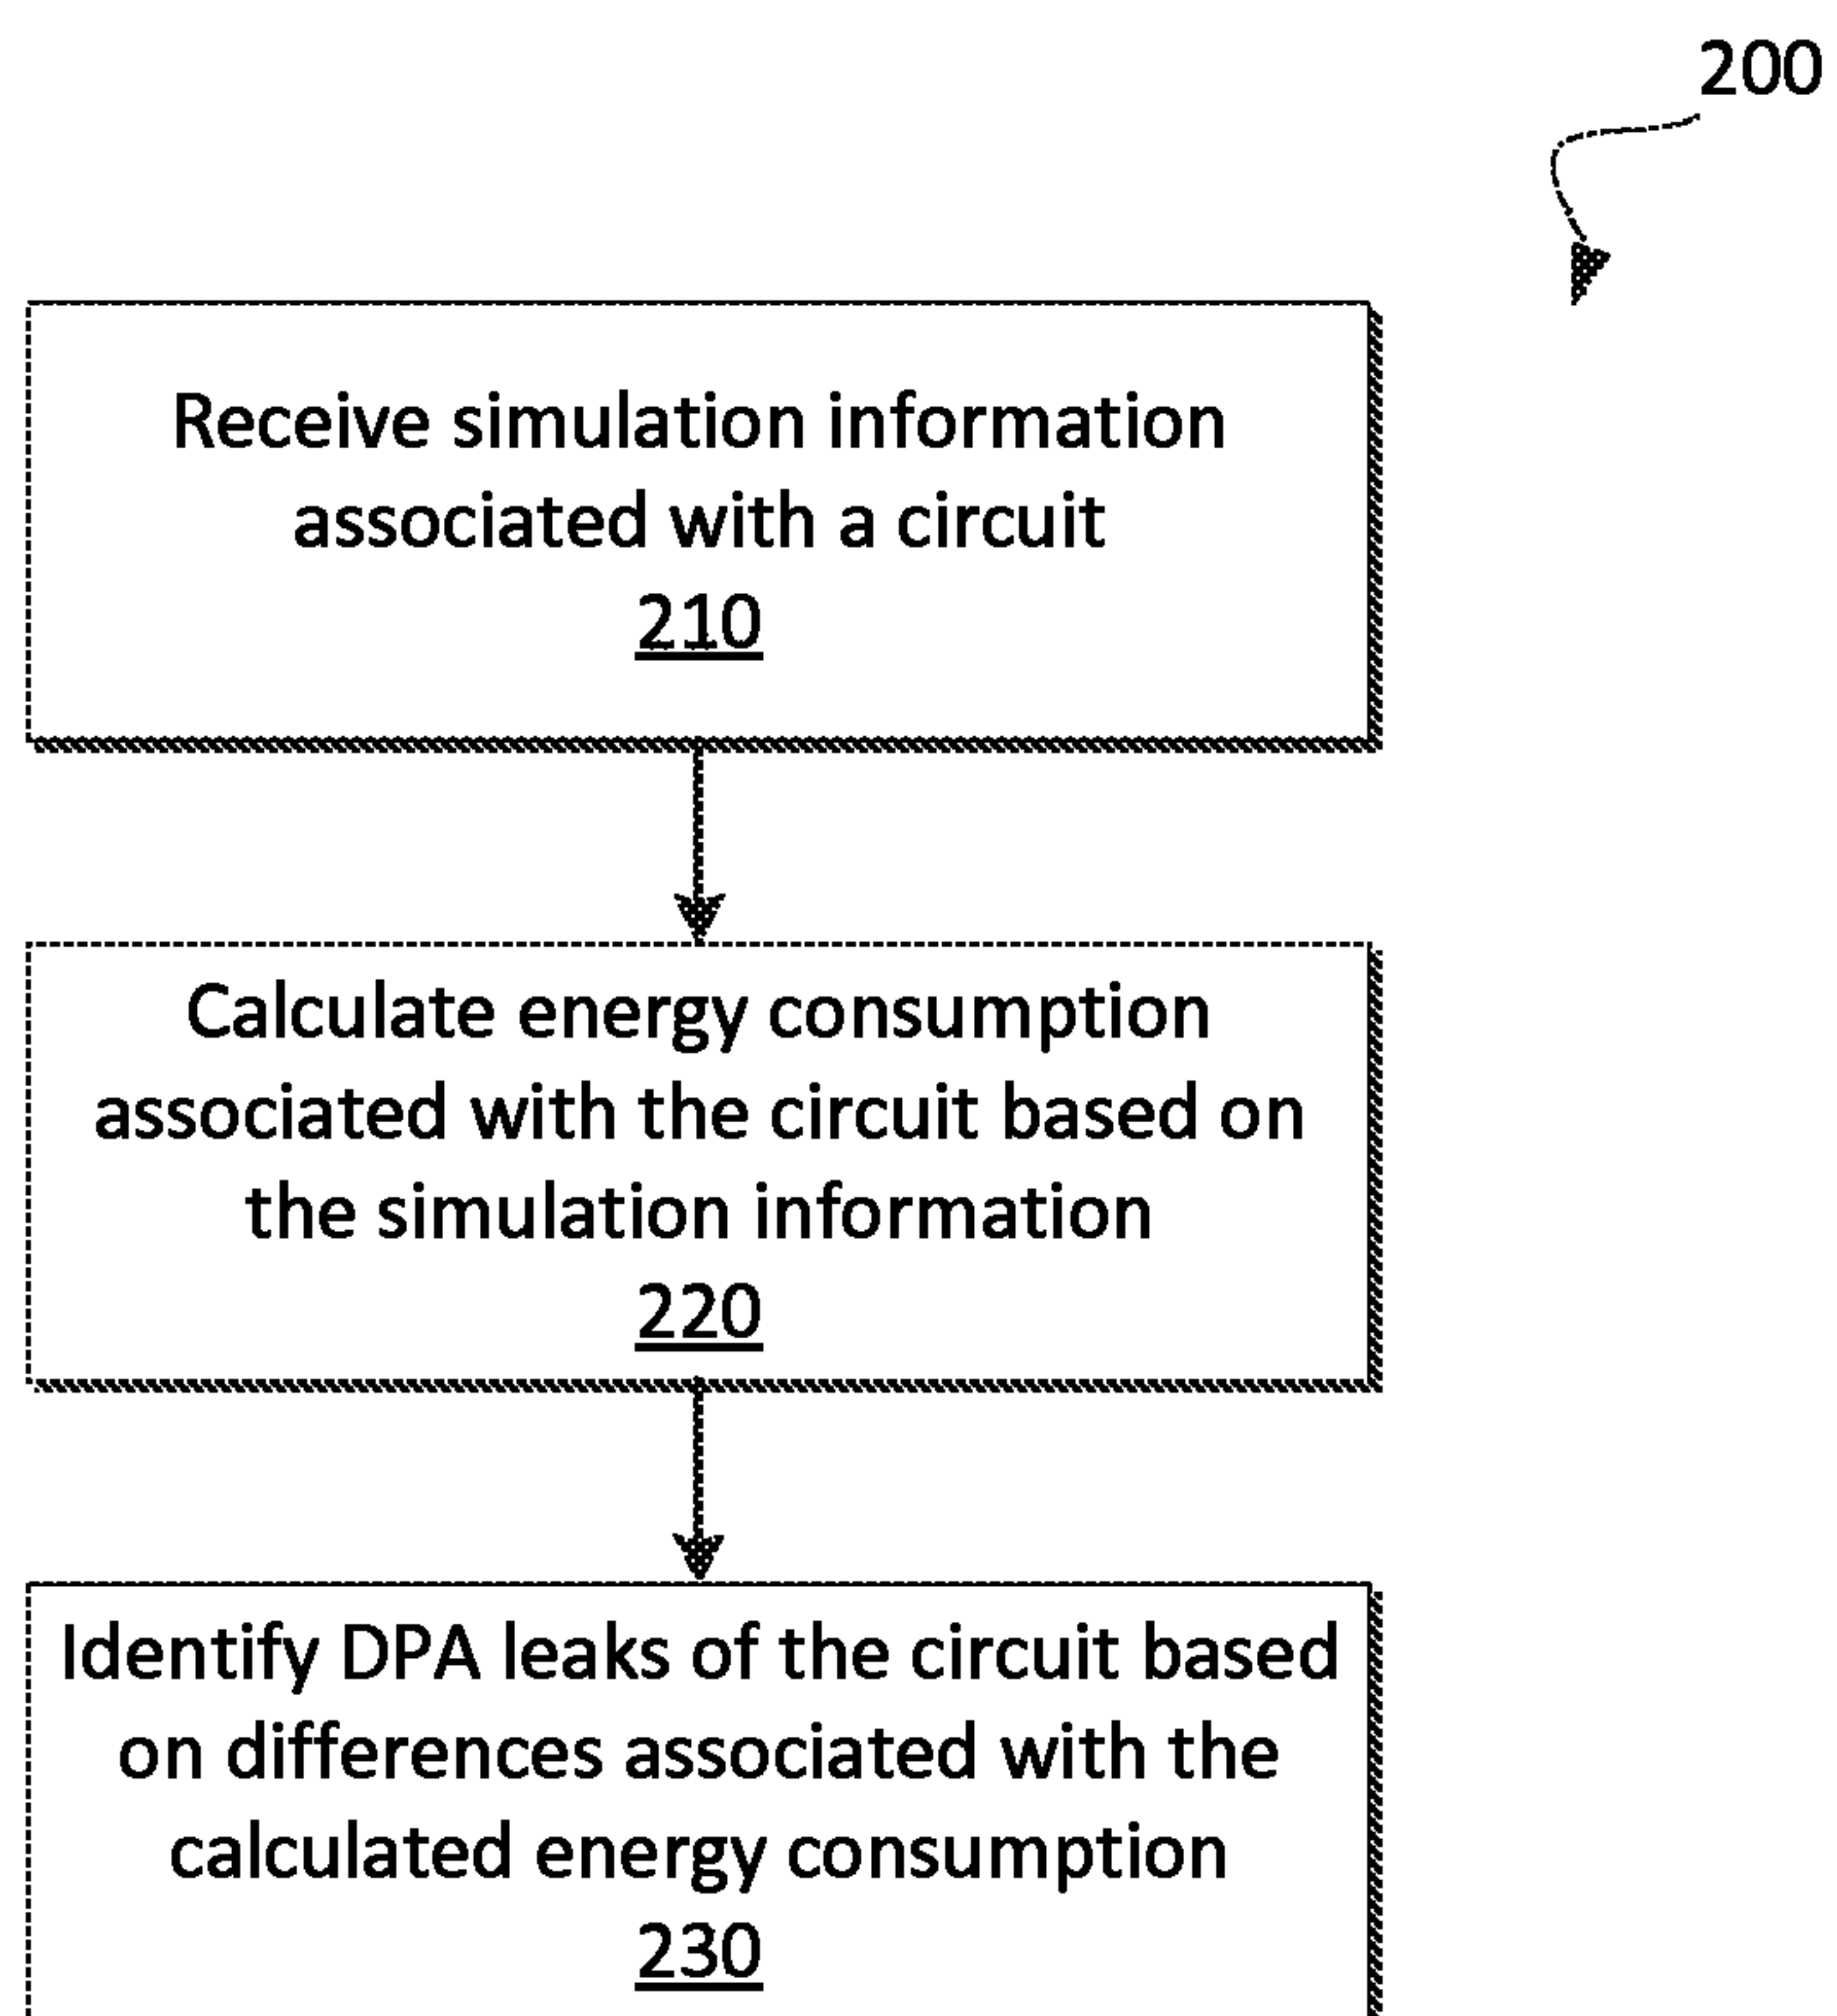 200
Receive simulation information
associated with a circuit
210
Calculate energy consumption
associated with the circuit based on
the simulation information
220
Identify DPA leaks of the circuit based
on differences associated with the
calculated energy consumption
230